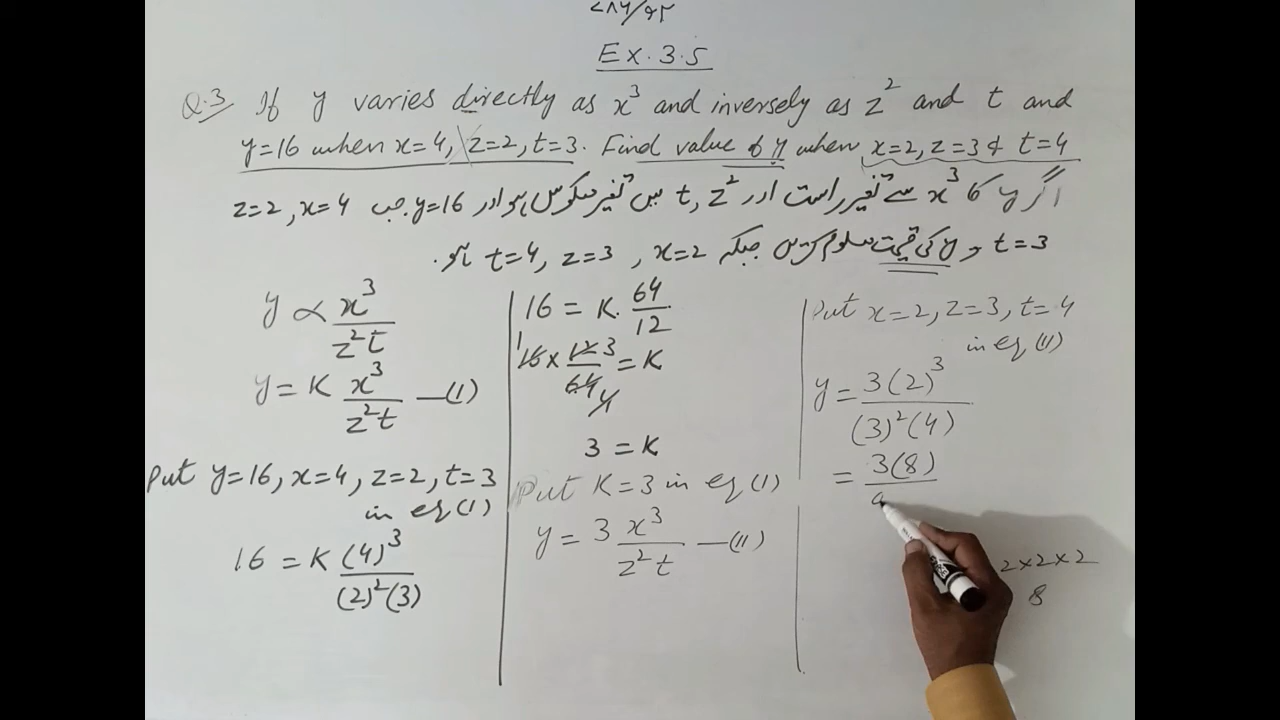 ۷۸۶/۹۲
Ex.3.5
Q.3 If y varies directly as x³ and inversely as z² and t and
y=16 when x=4, z=2, t=3. Find value of y when x=2, z=3 & t=4
اگر y کا x³ سے تغیر راست اور z² ,t میں تغیر معکوس ہو اور y=16 جب z=2, x=4
t=3 و y کی قیمت معلوم کریں جبکہ x=2 , z=3 , t=4 ہو۔
y ∝ x³/z²t
y = K x³/z²t —(I)
Put y=16, x=4, z=2, t=3
in eq (I)
16 = K (4)³/(2)²(3)
16 = K. 64/12
1 16 × 12 3/64 4 = K
3 = K
Put K=3 in eq (I)
y = 3 x³/z²t —(II)
Put x=2, z=3, t=4
in eq (II)
y = 3(2)³/(3)²(4)
= 3(8)/
2×2×2
8